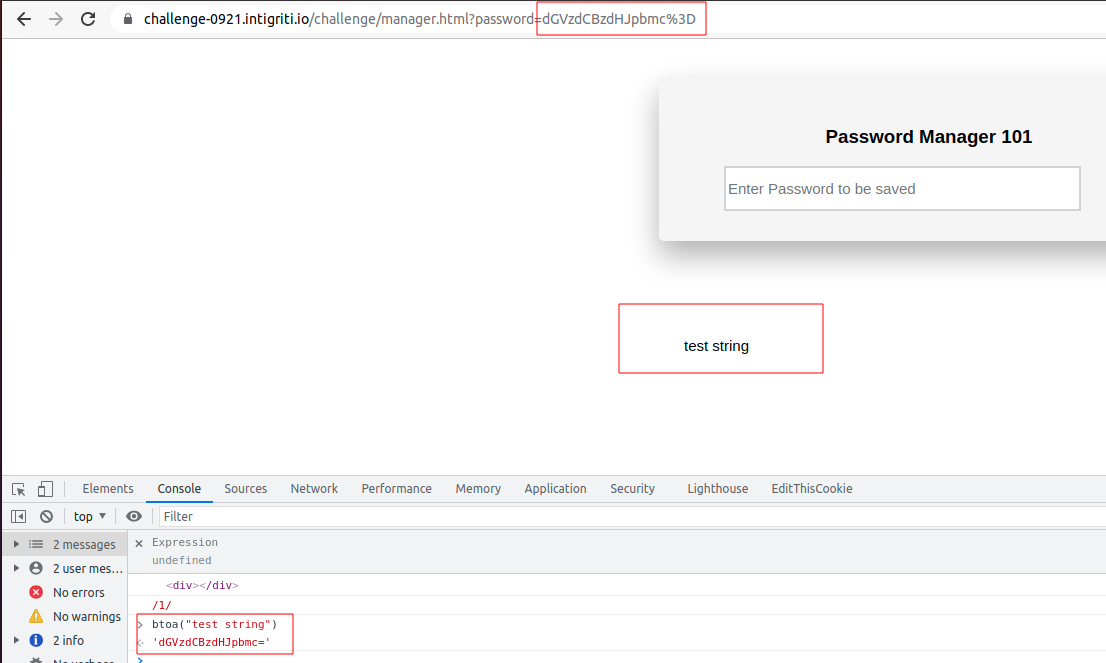 challenge-0921.intigriti.io/challenge/manager.html?password=dGVzdCBzdHJpbmc%3D
Password Manager 101
Enter Password to be saved
test string
Elements Console Sources Network Performance Memory Application Security Lighthouse EditThisCookie
top Filter
2 messages
2 user mes...
No errors
No warnings
2 info
Expression
undefined
<div></div>
/1/
btoa("test string")
'dGVzdCBzdHJpbmc='